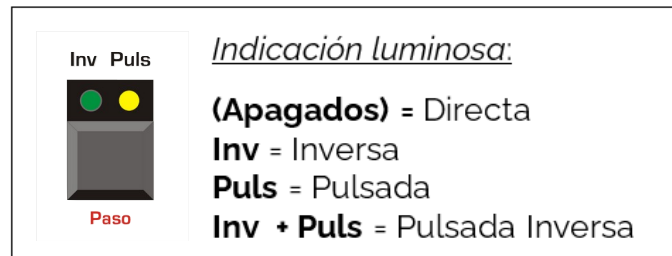 Inv Puls
Paso
Indicación luminosa:
(Apagados) = Directa
Inv = Inversa
Puls = Pulsada
Inv + Puls = Pulsada Inversa